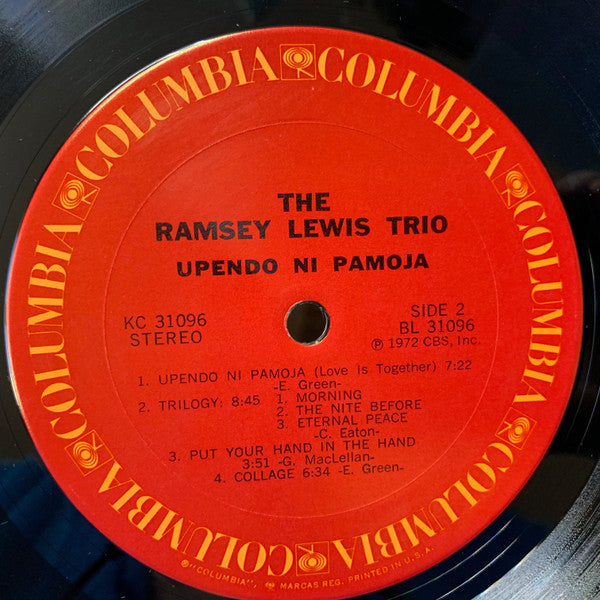 COLUMBIA COLUMBIA COLUMBIA COLUMBIA COLUMBIA COLUMBIA
THE
RAMSEY LEWIS TRIO
UPENDO NI PAMOJA
KC 31096
STEREO
SIDE 2
BL 31096
Ⓟ 1972 CBS, Inc.
1. UPENDO NI PAMOJA (Love Is Together) 7:22
-E. Green-
2. TRILOGY: 8:45 1. MORNING
2. THE NITE BEFORE
3. ETERNAL PEACE
-C. Eaton-
3. PUT YOUR HAND IN THE HAND
3:51 -G. MacLellan-
4. COLLAGE 6:34 -E. Green-
®"COLUMBIA", MARCAS REG. PRINTED IN U.S.A.